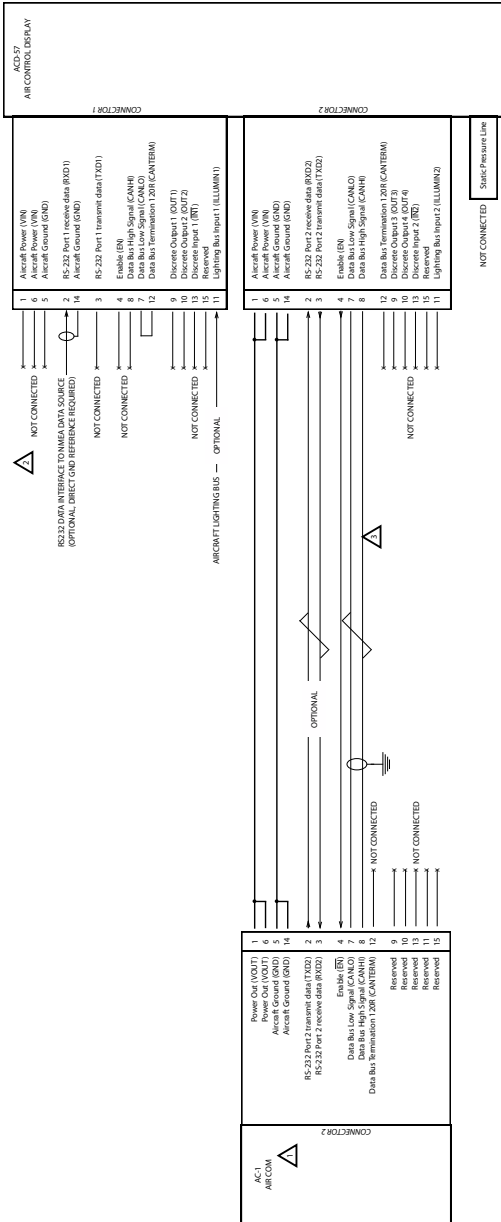 ACD-57
AIR CONTROL DISPLAY
CONNECTOR 1
1 Aircraft Power (VIN)
6 Aircraft Power (VIN)
5 Aircraft Ground (GND)
2 RS-232 Port 1 receive data (RXD1)
14 Aircraft Ground (GND)
3 RS-232 Port 1 transmit data (TXD1)
4 Enable (EN)
8 Data Bus High Signal (CANHI)
7 Data Bus Low Signal (CANLO)
12 Data Bus Termination 120R (CANTERM)
9 Discrete Output 1 (OUT1)
10 Discrete Output 2 (OUT2)
13 Discrete Input 1 (IN1)
15 Reserved
11 Lighting Bus Input 1 (ILLUMIN1)
2
NOT CONNECTED
RS232 DATA INTERFACE TO NMEA DATA SOURCE
(OPTIONAL, DIRECT GND REFERENCE REQUIRED)
NOT CONNECTED
NOT CONNECTED
NOT CONNECTED
AIRCRAFT LIGHTING BUS — OPTIONAL
CONNECTOR 2
1 Aircraft Power (VIN)
6 Aircraft Power (VIN)
5 Aircraft Ground (GND)
14 Aircraft Ground (GND)
2 RS-232 Port 2 receive data (RXD2)
3 RS-232 Port 2 transmit data (TXD2)
4 Enable (EN)
7 Data Bus Low Signal (CANLO)
8 Data Bus High Signal (CANHI)
12 Data Bus Termination 120R (CANTERM)
9 Discrete Output 3 (OUT3)
10 Discrete Output 4 (OUT4)
13 Discrete Input 2 (IN2)
15 Reserved
11 Lighting Bus Input 2 (ILLUMIN2)
NOT CONNECTED
Static Pressure Line
NOT CONNECTED
3
OPTIONAL
NOT CONNECTED
NOT CONNECTED
AC-1
AIR COM
1
CONNECTOR 2
Power Out (VOUT) 1
Power Out (VOUT) 6
Aircraft Ground (GND) 5
Aircraft Ground (GND) 14
RS-232 Port 2 transmit data (TXD2) 2
RS-232 Port 2 receive data (RXD2) 3
Enable (EN) 4
Data Bus Low Signal (CANLO) 7
Data Bus High Signal (CANHI) 8
Data Bus Termination 120R (CANTERM) 12
Reserved 9
Reserved 10
Reserved 13
Reserved 11
Reserved 15